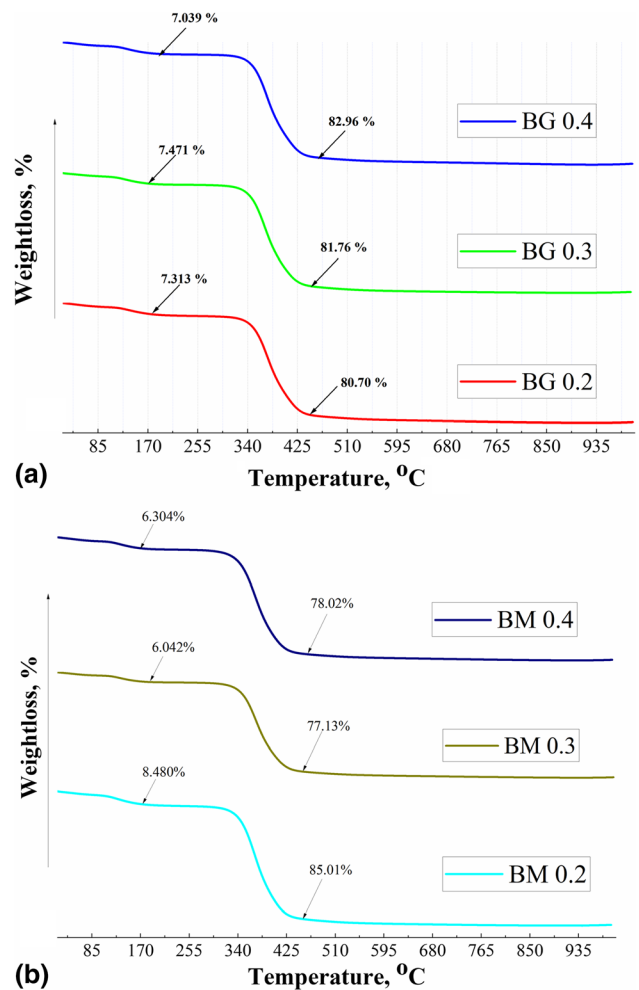 7.039 %
82.96 %
BG 0.4
7.471 %
81.76 %
BG 0.3
7.313 %
80.70 %
BG 0.2
Weightloss, %
85 170 255 340 425 510 595 680 765 850 935
Temperature, °C
(a)
6.304%
78.02%
BM 0.4
6.042%
77.13%
BM 0.3
8.480%
85.01%
BM 0.2
Weightloss, %
85 170 255 340 425 510 595 680 765 850 935
Temperature, °C
(b)